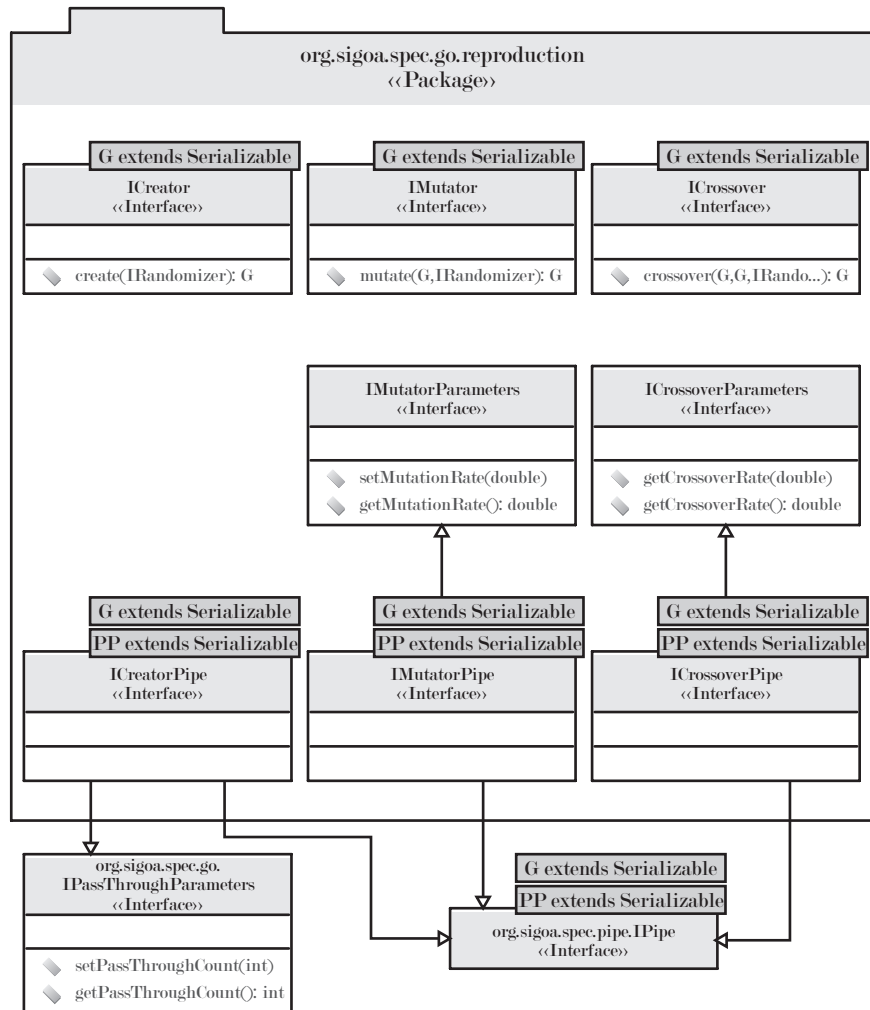 org.sigoa.spec.go.reproduction
‹‹Package››
G extends Serializable
ICreator
‹‹Interface››
create(IRandomizer): G
G extends Serializable
IMutator
‹‹Interface››
mutate(G,IRandomizer): G
G extends Serializable
ICrossover
‹‹Interface››
crossover(G,G,IRando...): G
IMutatorParameters
‹‹Interface››
setMutationRate(double)
getMutationRate(): double
ICrossoverParameters
‹‹Interface››
getCrossoverRate(double)
getCrossoverRate(): double
G extends Serializable
PP extends Serializable
ICreatorPipe
‹‹Interface››
G extends Serializable
PP extends Serializable
IMutatorPipe
‹‹Interface››
G extends Serializable
PP extends Serializable
ICrossoverPipe
‹‹Interface››
org.sigoa.spec.go.
IPassThroughParameters
‹‹Interface››
setPassThroughCount(int)
getPassThroughCount(): int
G extends Serializable
PP extends Serializable
org.sigoa.spec.pipe.IPipe
‹‹Interface››